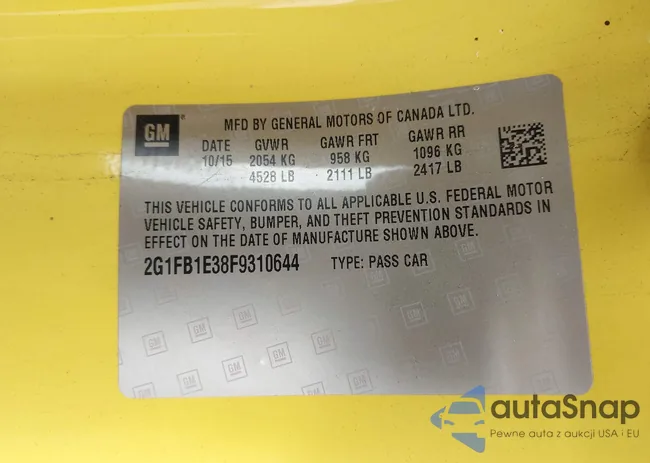 GM
MFD BY GENERAL MOTORS OF CANADA LTD.
DATE GVWR GAWR FRT GAWR RR
10/15 2054 KG 958 KG 1096 KG
4528 LB 2111 LB 2417 LB
THIS VEHICLE CONFORMS TO ALL APPLICABLE U.S. FEDERAL MOTOR
VEHICLE SAFETY, BUMPER, AND THEFT PREVENTION STANDARDS IN
EFFECT ON THE DATE OF MANUFACTURE SHOWN ABOVE.
2G1FB1E38F9310644 TYPE: PASS CAR
autaSnap
Pewne auta z aukcji USA i EU